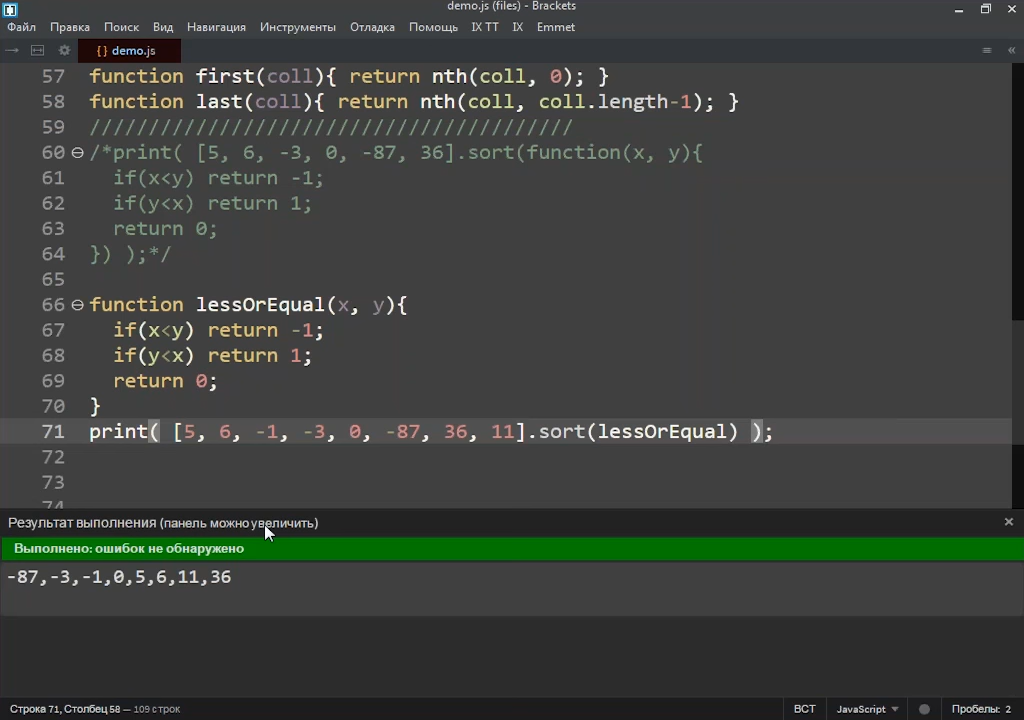 demo.js (files) - Brackets
Файл Правка Поиск Вид Навигация Инструменты Отладка Помощь IX TT IX Emmet
{} demo.js
57 function first(coll){ return nth(coll, 0); }
58 function last(coll){ return nth(coll, coll.length-1); }
59 /////////////////////////////////////////
60 /*print( [5, 6, -3, 0, -87, 36].sort(function(x, y){
61 if(x<y) return -1;
62 if(y<x) return 1;
63 return 0;
64 }) );*/
65
66 function lessOrEqual(x, y){
67 if(x<y) return -1;
68 if(y<x) return 1;
69 return 0;
70 }
71 print( [5, 6, -1, -3, 0, -87, 36, 11].sort(lessOrEqual) );
72
73
74
Результат выполнения (панель можно увеличить)
Выполнено: ошибок не обнаружено
-87,-3,-1,0,5,6,11,36
Строка 71, Столбец 58 — 109 строк ВСТ JavaScript Пробелы: 2